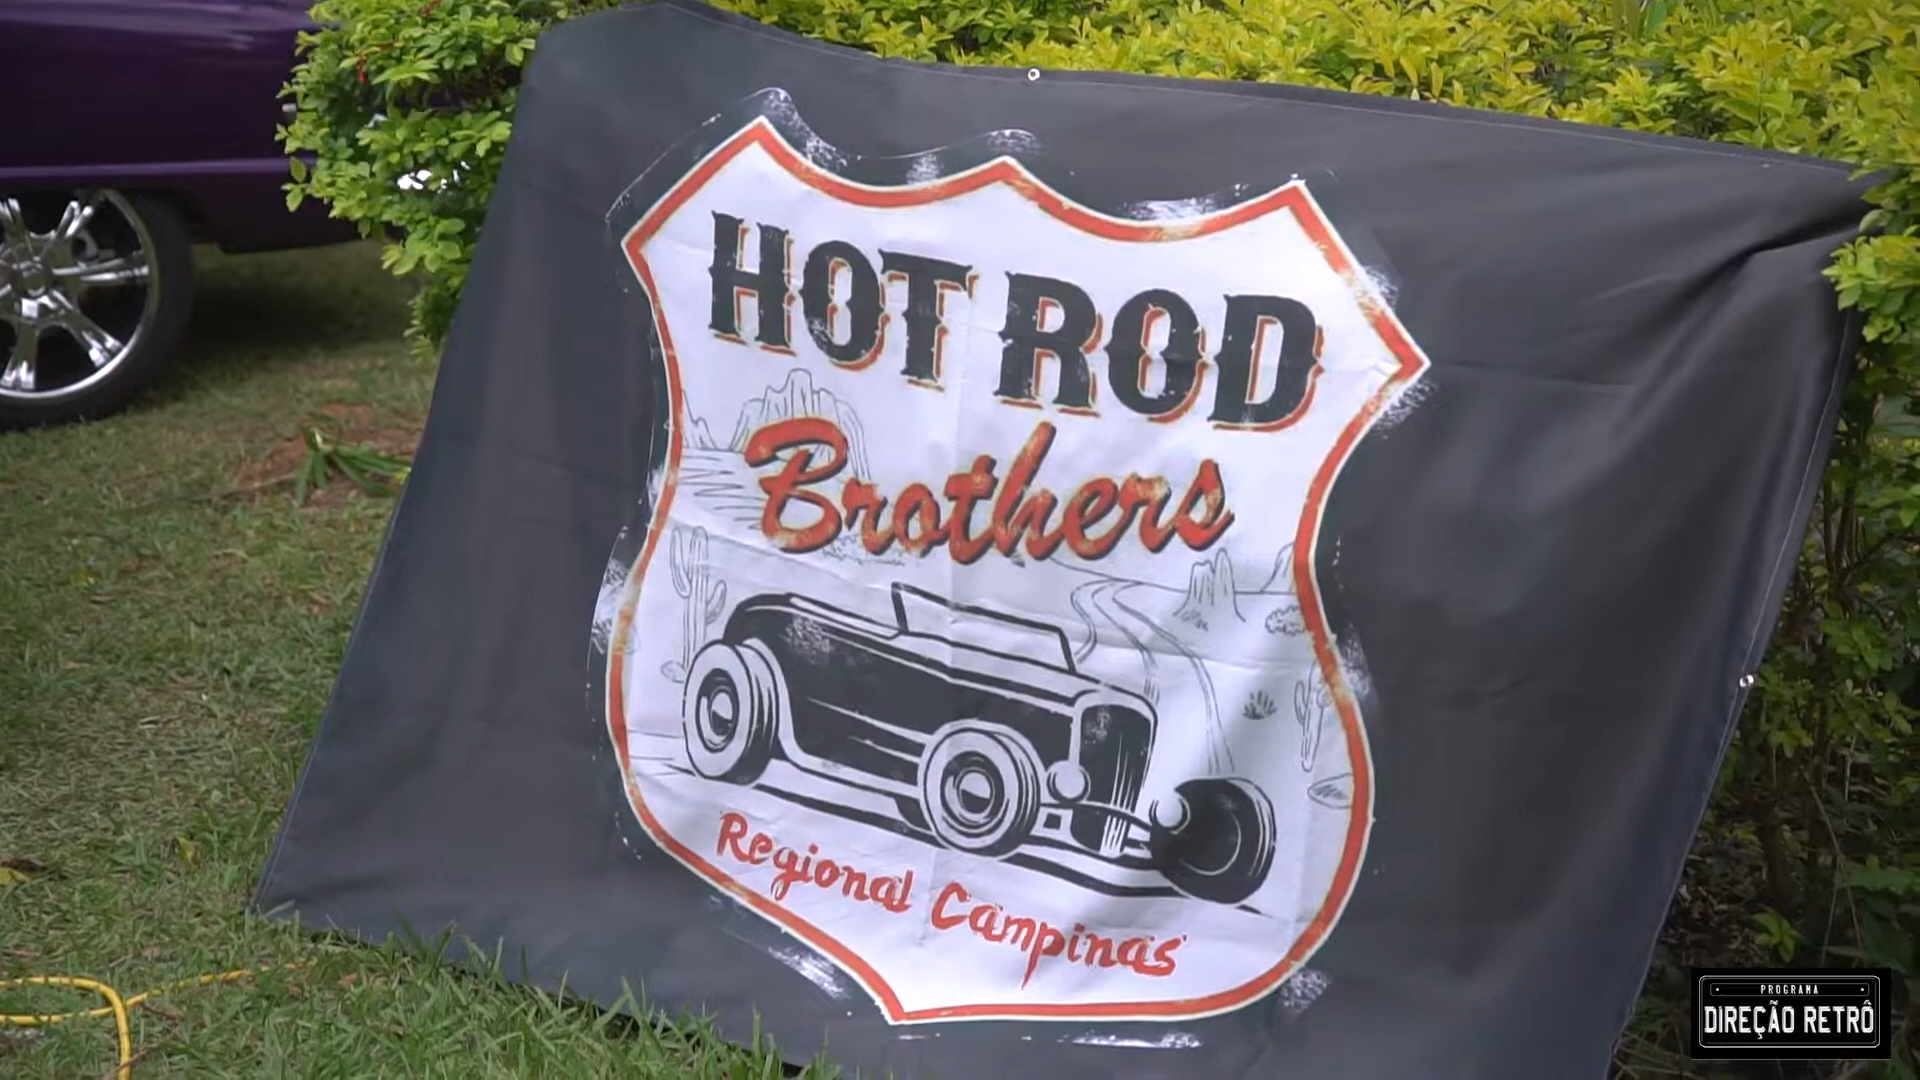 HOT ROD
Brothers
Regional Campinas
PROGRAMA
DIREÇÃO RETRÔ